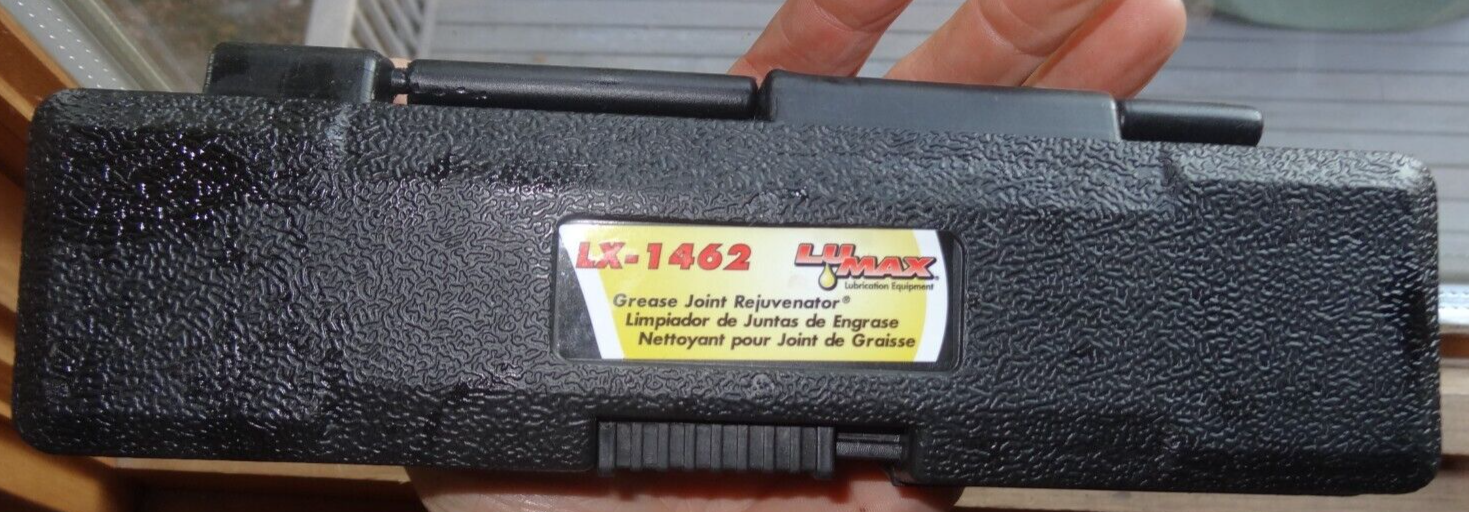 LX-1462
LUMAX®
Lubrication Equipment
Grease Joint Rejuvenator®
Limpiador de Juntas de Engrase
Nettoyant pour Joint de Graisse